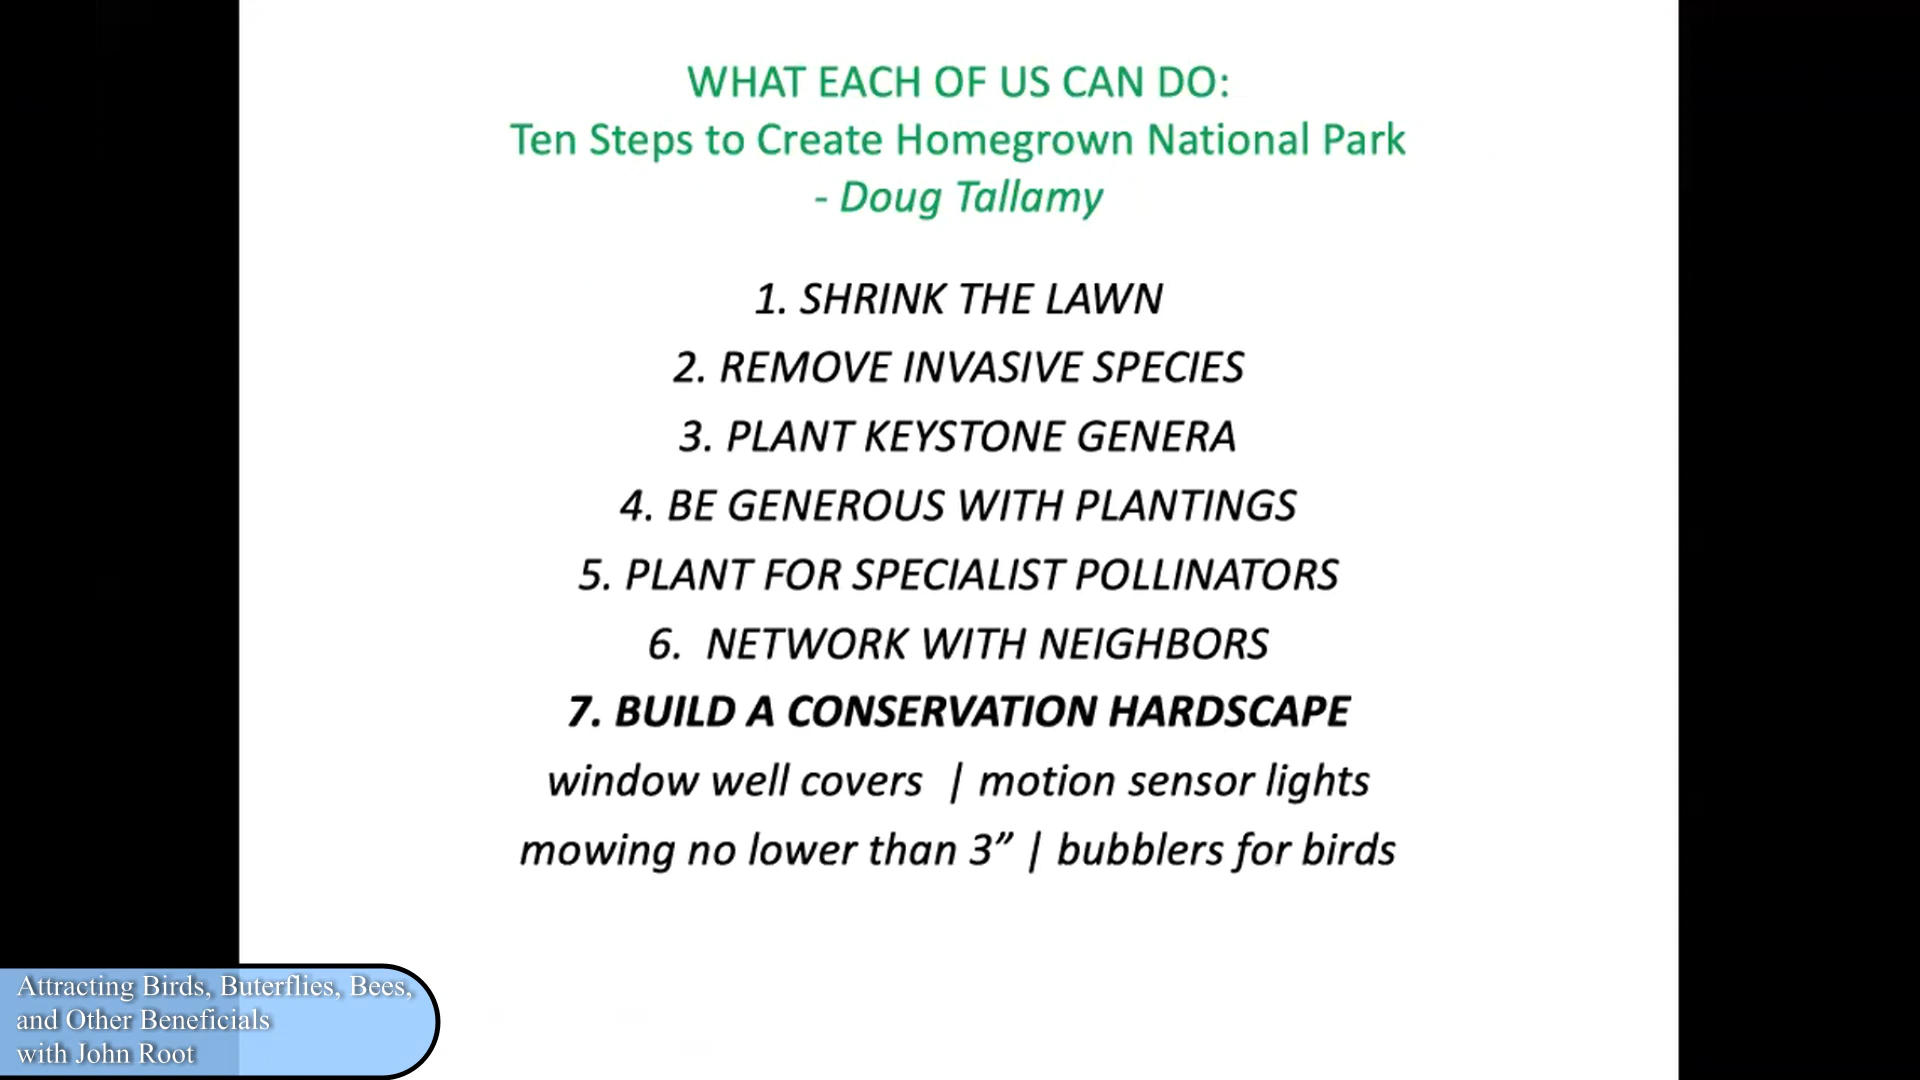 WHAT EACH OF US CAN DO:
Ten Steps to Create Homegrown National Park
- Doug Tallamy
1. SHRINK THE LAWN
2. REMOVE INVASIVE SPECIES
3. PLANT KEYSTONE GENERA
4. BE GENEROUS WITH PLANTINGS
5. PLANT FOR SPECIALIST POLLINATORS
6. NETWORK WITH NEIGHBORS
7. BUILD A CONSERVATION HARDSCAPE
window well covers | motion sensor lights
mowing no lower than 3” | bubblers for birds
Attracting Birds, Buterflies, Bees,
and Other Beneficials
with John Root